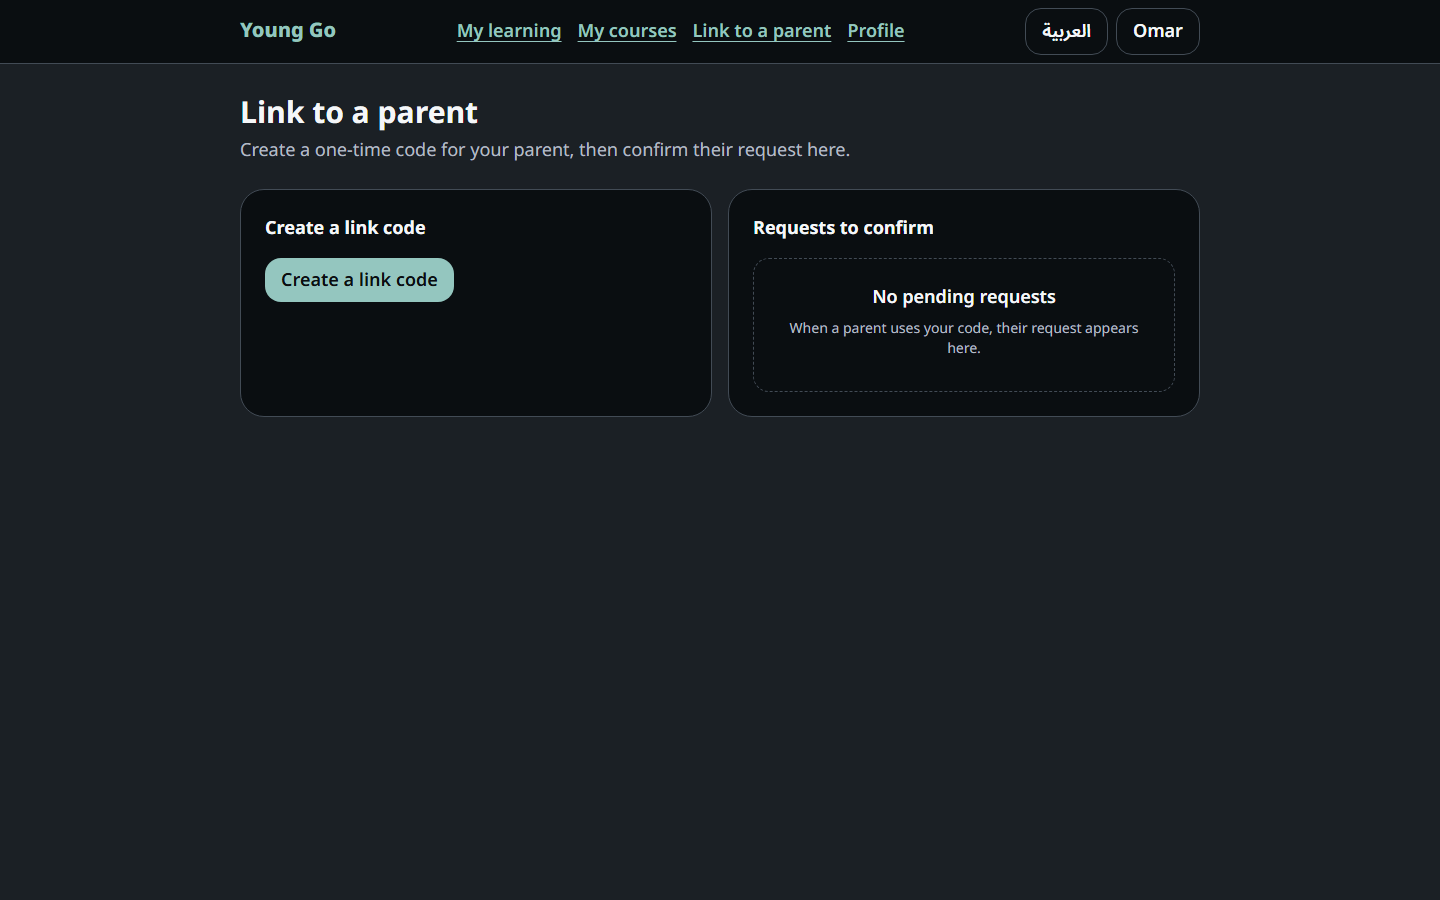 Young Go
My learning My courses Link to a parent Profile
العربية
Omar
Link to a parent
Create a one-time code for your parent, then confirm their request here.
Create a link code
Create a link code
Requests to confirm
No pending requests
When a parent uses your code, their request appears
here.